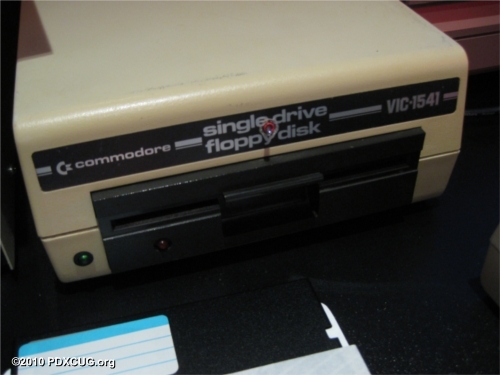 commodore
single drive
floppy disk
VIC-1541
©2010 PDXCUG.org